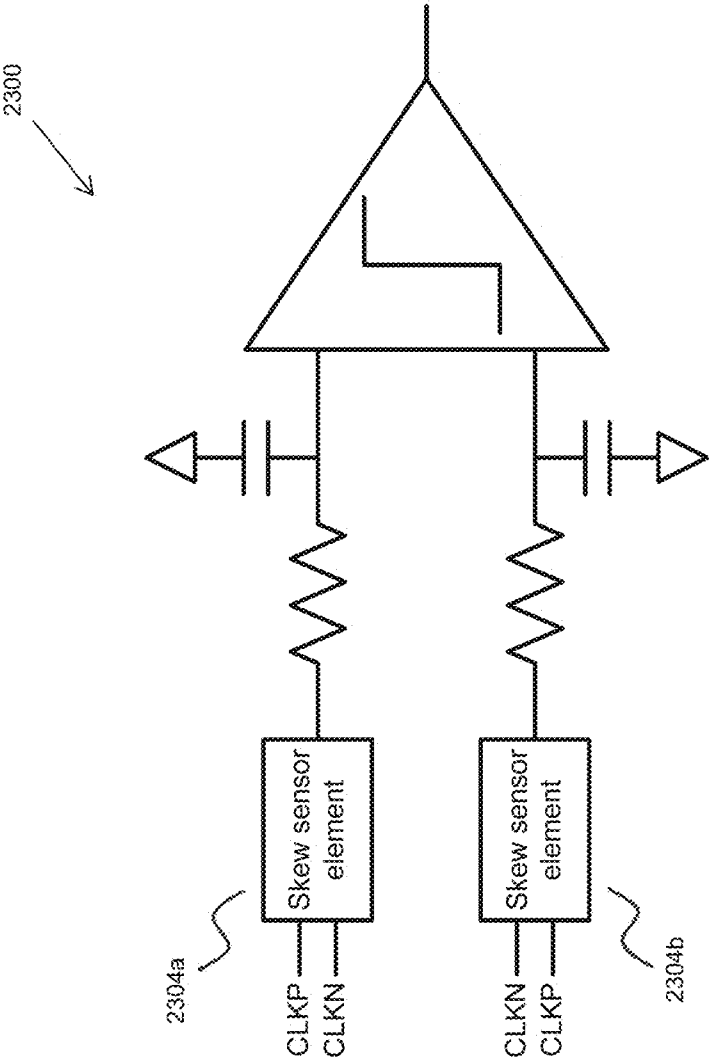 2300
2304a
CLKP
CLKN
Skew sensor
element
CLKN
CLKP
Skew sensor
element
2304b